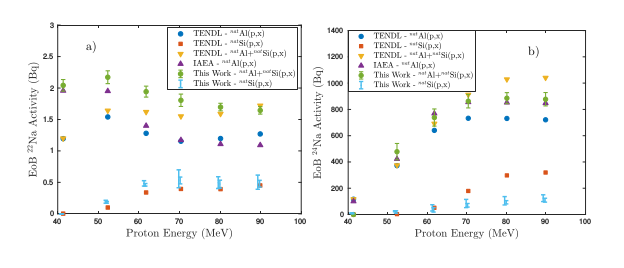 3
2.5
2
1.5
1
0.5
0
40
50
60
70
80
90
100
EoB ²²Na Activity (Bq)
Proton Energy (MeV)
a)
TENDL - ⁿᵃᵗAl(p,x)
TENDL - ⁿᵃᵗSi(p,x)
TENDL - ⁿᵃᵗAl+ⁿᵃᵗSi(p,x)
IAEA - ⁿᵃᵗAl(p,x)
This Work - ⁿᵃᵗAl+ⁿᵃᵗSi(p,x)
This Work - ⁿᵃᵗSi(p,x)
1400
1200
1000
800
600
400
200
0
40
50
60
70
80
90
100
EoB ²⁴Na Activity (Bq)
Proton Energy (MeV)
b)
TENDL - ⁿᵃᵗAl(p,x)
TENDL - ⁿᵃᵗSi(p,x)
TENDL - ⁿᵃᵗAl+ⁿᵃᵗSi(p,x)
IAEA - ⁿᵃᵗAl(p,x)
This Work - ⁿᵃᵗAl+ⁿᵃᵗSi(p,x)
This Work - ⁿᵃᵗSi(p,x)